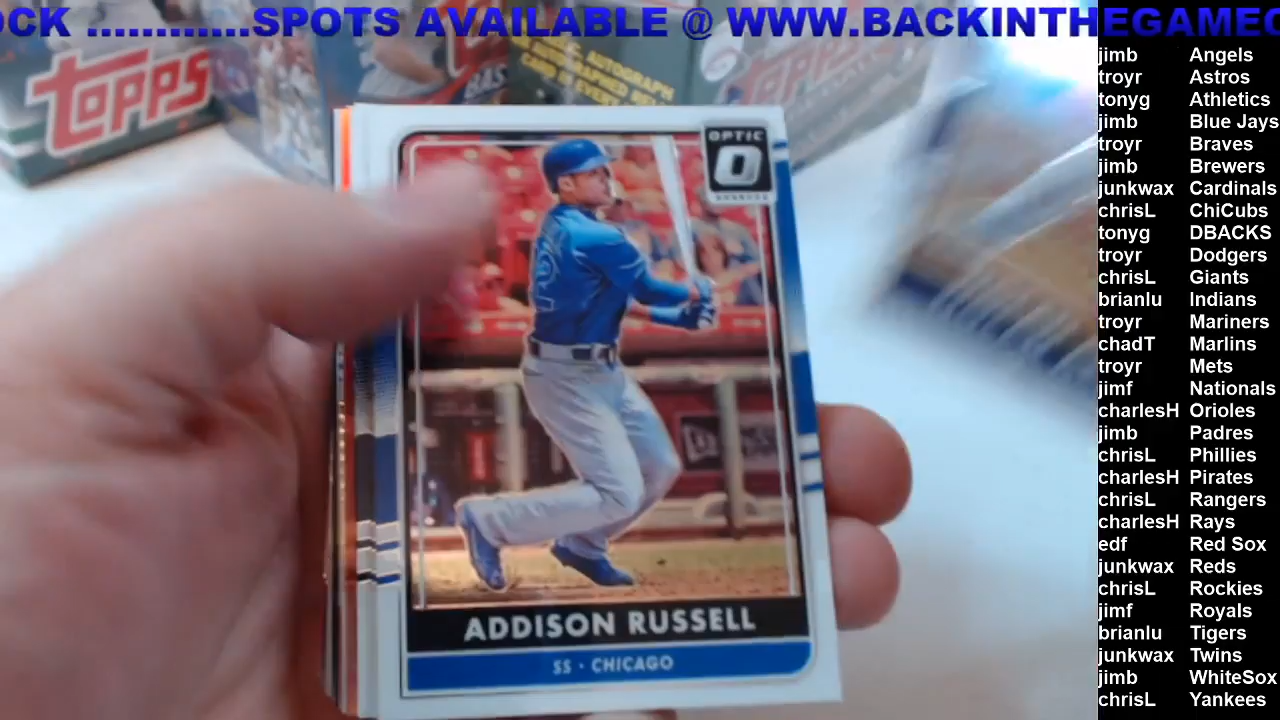 OCK ............SPOTS AVAILABLE @ WWW.BACKINTHEGAMEC
TOPPS
AUTOGRAPH
OPTIC
O
DONRUSS
ADDISON RUSSELL
SS · CHICAGO
jimb Angels
troyr Astros
tonyg Athletics
jimb Blue Jays
troyr Braves
jimb Brewers
junkwax Cardinals
chrisL ChiCubs
tonyg DBACKS
troyr Dodgers
chrisL Giants
brianlu Indians
troyr Mariners
chadT Marlins
troyr Mets
jimf Nationals
charlesH Orioles
jimb Padres
chrisL Phillies
charlesH Pirates
chrisL Rangers
charlesH Rays
edf Red Sox
junkwax Reds
chrisL Rockies
jimf Royals
brianlu Tigers
junkwax Twins
jimb WhiteSox
chrisL Yankees